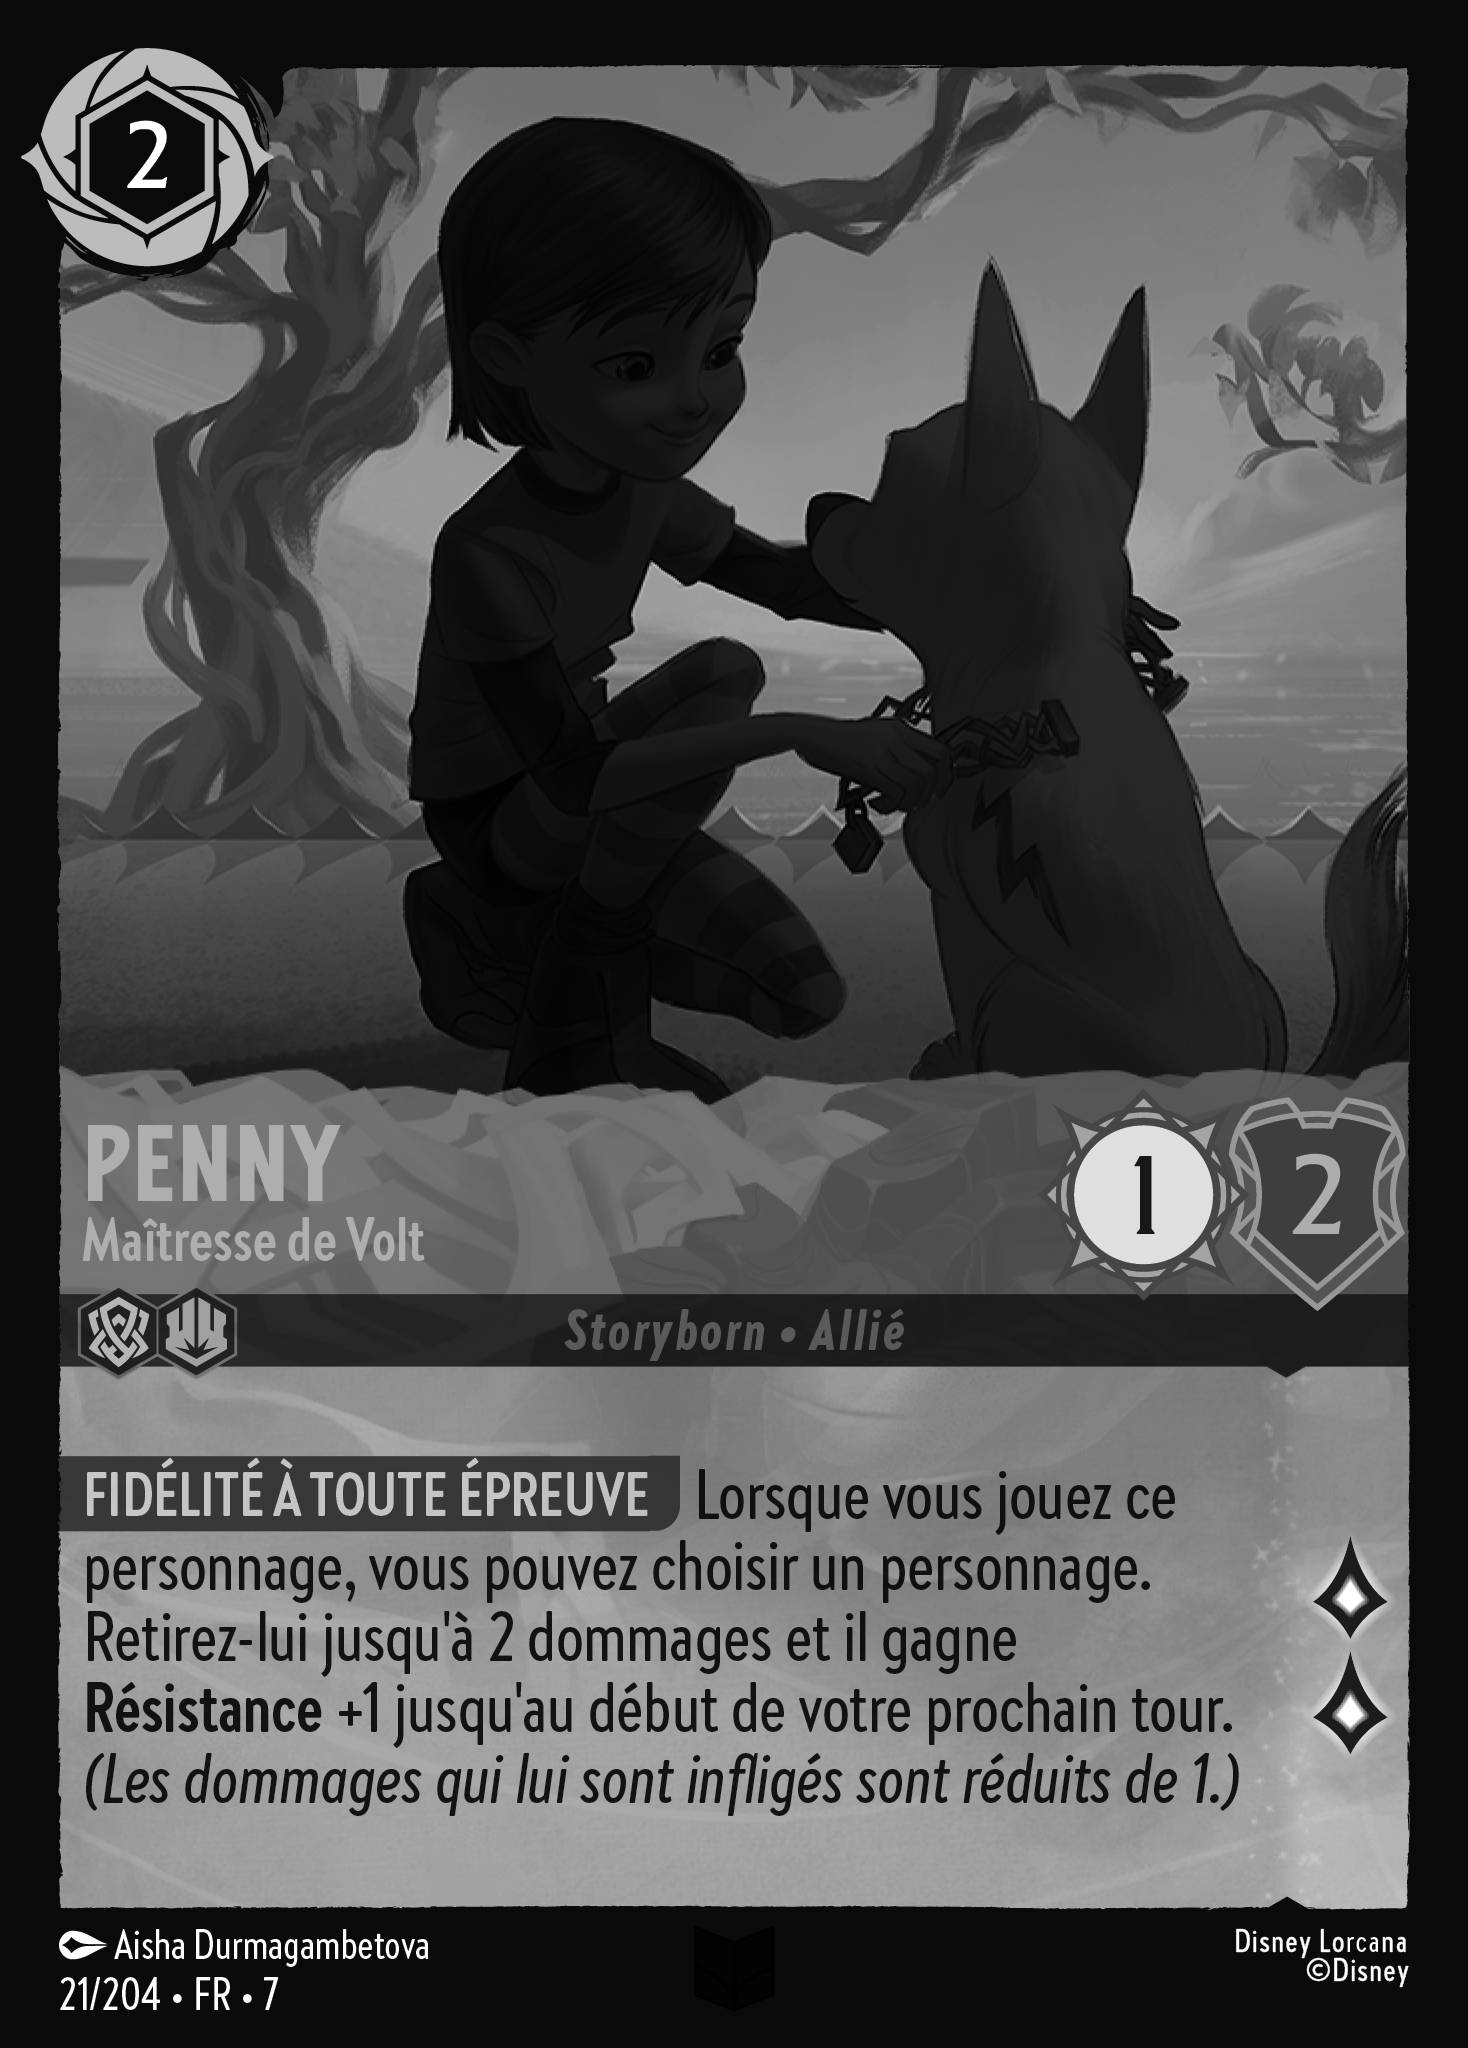 2
PENNY
Maîtresse de Volt
1
2
Storyborn • Allié
FIDÉLITÉ À TOUTE ÉPREUVE Lorsque vous jouez ce
personnage, vous pouvez choisir un personnage.
Retirez-lui jusqu'à 2 dommages et il gagne
Résistance +1 jusqu'au début de votre prochain tour.
(Les dommages qui lui sont infligés sont réduits de 1.)
Aisha Durmagambetova
21/204 • FR • 7
Disney Lorcana
©Disney